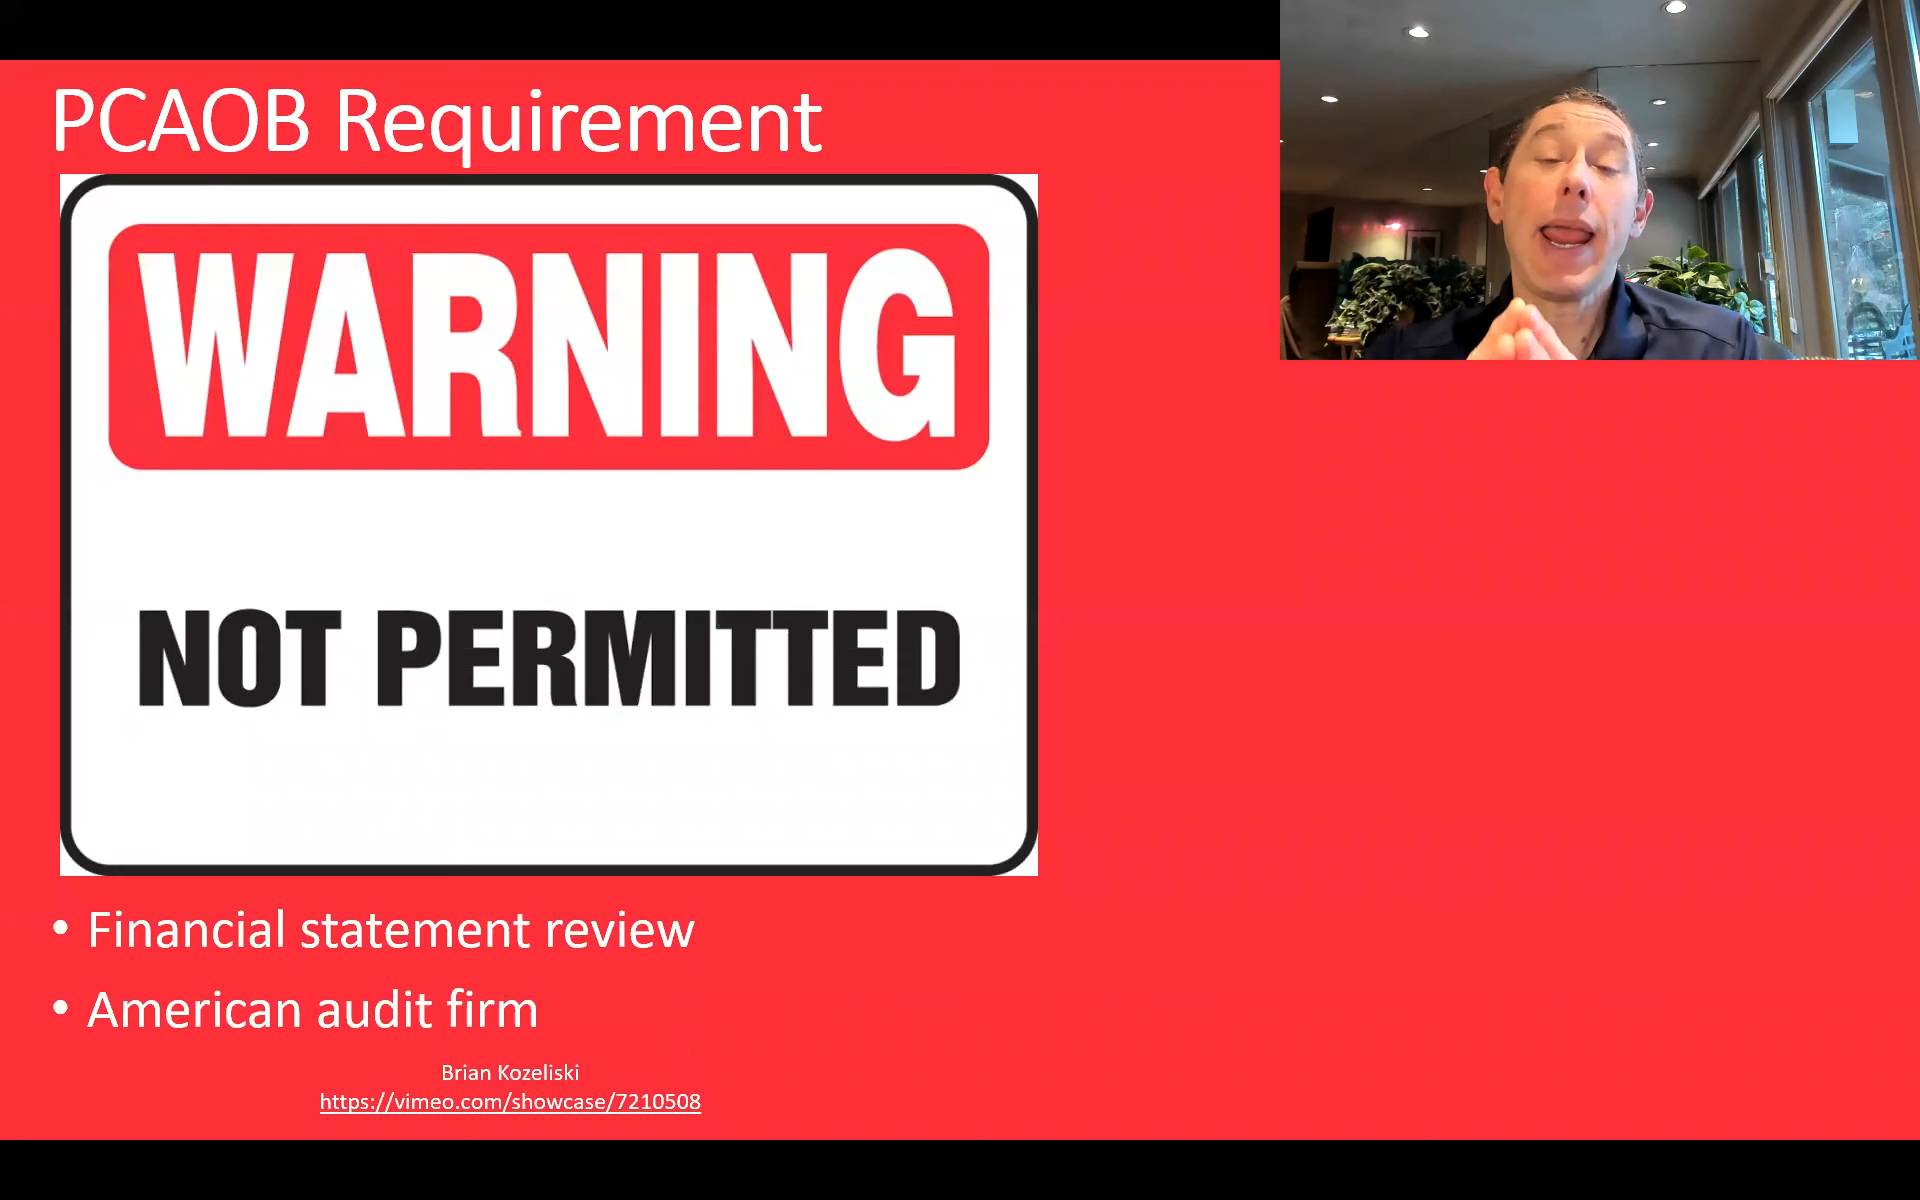 PCAOB Requirement
WARNING
NOT PERMITTED
• Financial statement review
• American audit firm
Brian Kozeliski
https://vimeo.com/showcase/7210508